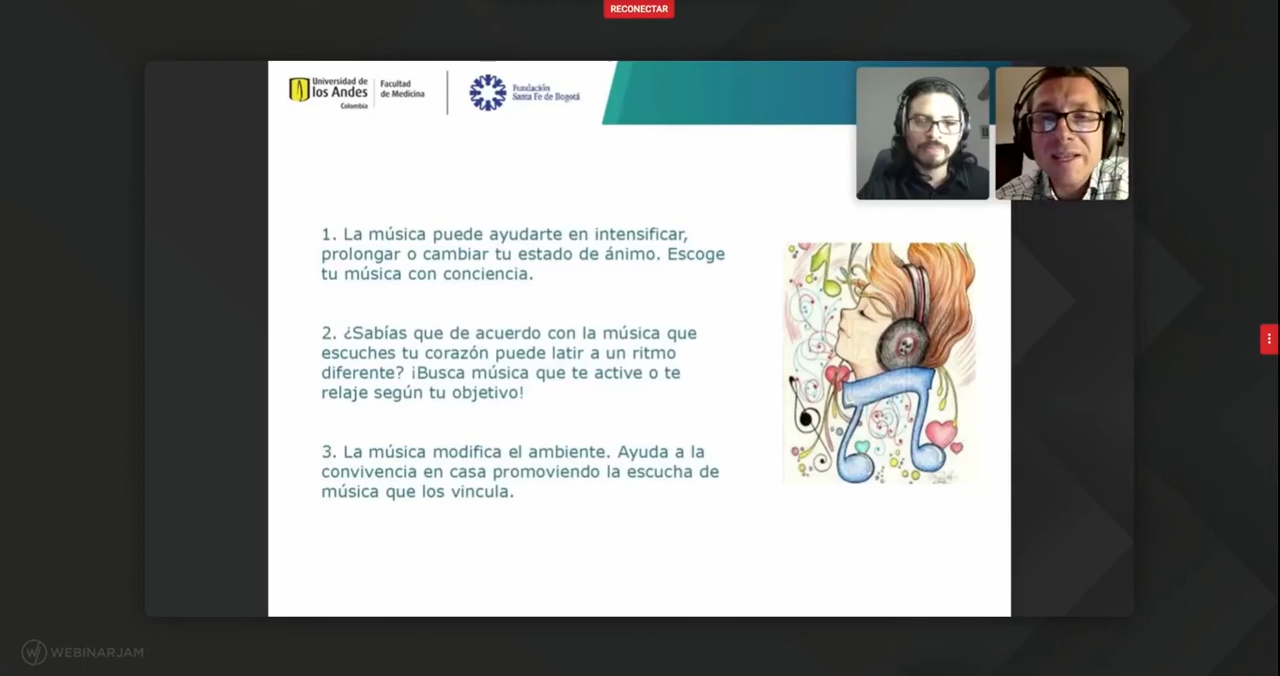 RECONECTAR
Universidad de
los Andes
Colombia
Facultad
de Medicina
Fundación
Santa Fe de Bogotá
1. La música puede ayudarte en intensificar,
prolongar o cambiar tu estado de ánimo. Escoge
tu música con conciencia.
2. ¿Sabías que de acuerdo con la música que
escuches tu corazón puede latir a un ritmo
diferente? ¡Busca música que te active o te
relaje según tu objetivo!
3. La música modifica el ambiente. Ayuda a la
convivencia en casa promoviendo la escucha de
música que los vincula.
WEBINARJAM